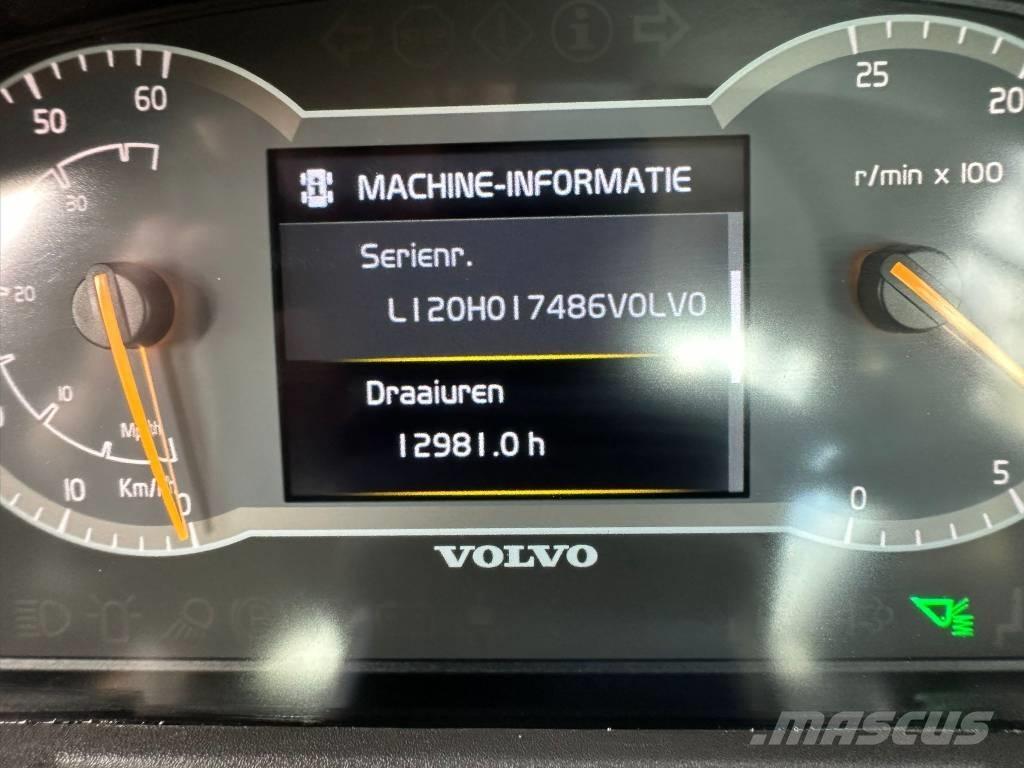 50
60
30
20
10
Mph
10
Km/h
0
MACHINE-INFORMATIE
Serienr.
L120H017486VOLVO
Draaiuren
12981.0 h
25
20
r/min x 100
0
5
VOLVO
MASCUS